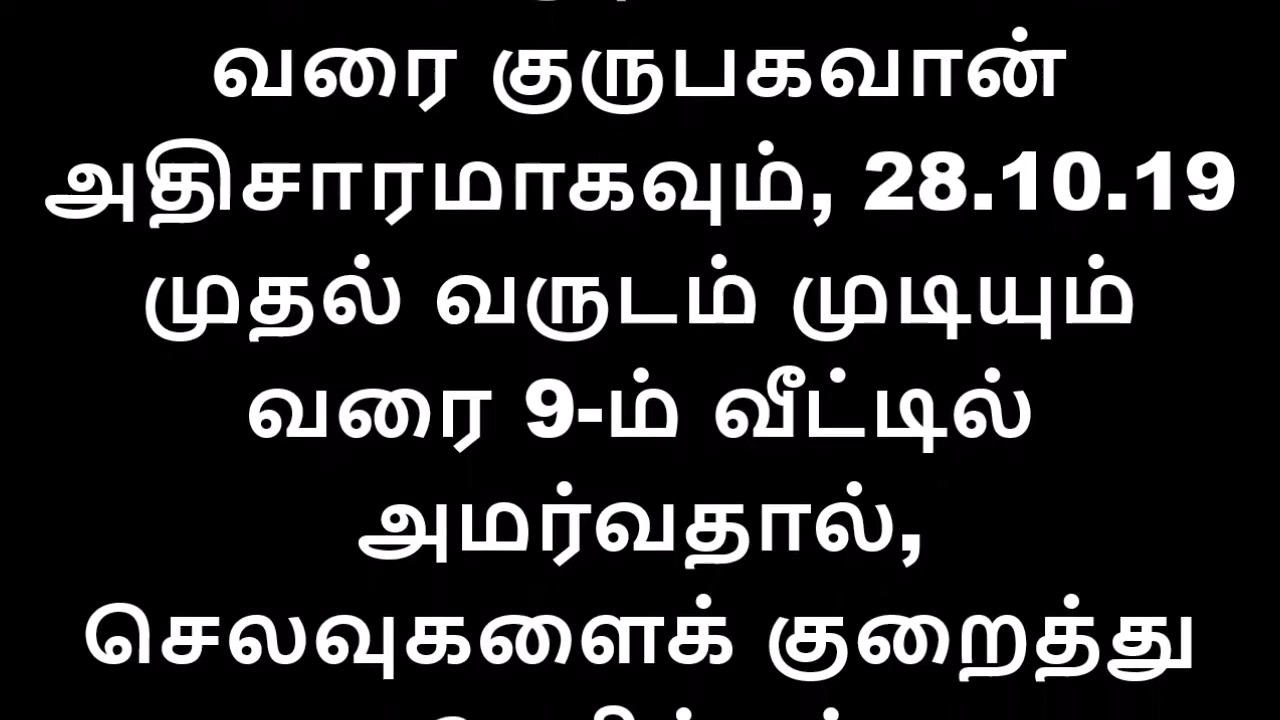 வரை குருபகவான்
அதிசாரமாகவும், 28.10.19
முதல் வருடம் முடியும்
வரை 9-ம் வீட்டில்
அமர்வதால்,
செலவுகளைக் குறைத்து